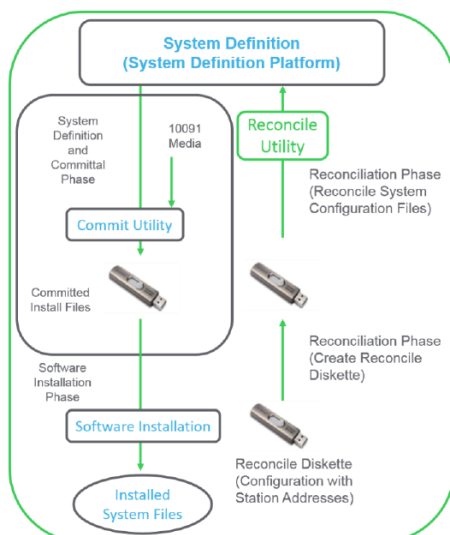 System Definition
(System Definition Platform)
System
Definition
and
Committal
Phase
10091
Media
Reconcile
Utility
Reconciliation Phase
(Reconcile System
Configuration Files)
Commit Utility
Committed
Install Files
Reconciliation Phase
(Create Reconcile
Diskette)
Software
Installation
Phase
Software Installation
Reconcile Diskette
(Configuration with
Station Addresses)
Installed
System Files